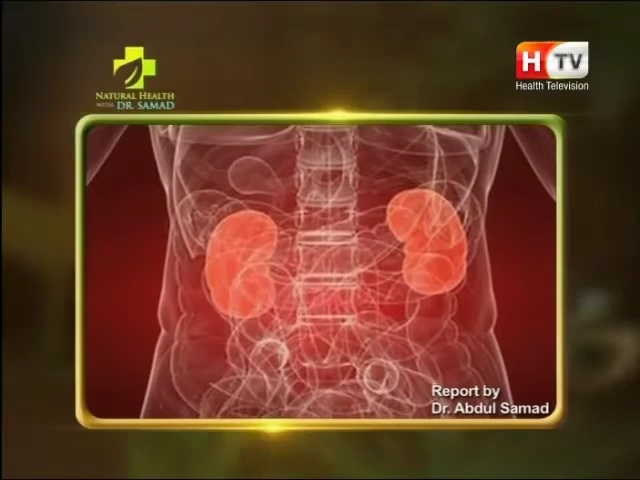 NATURAL HEALTH
WITH DR. SAMAD
H TV
Health Television
Report by
Dr. Abdul Samad